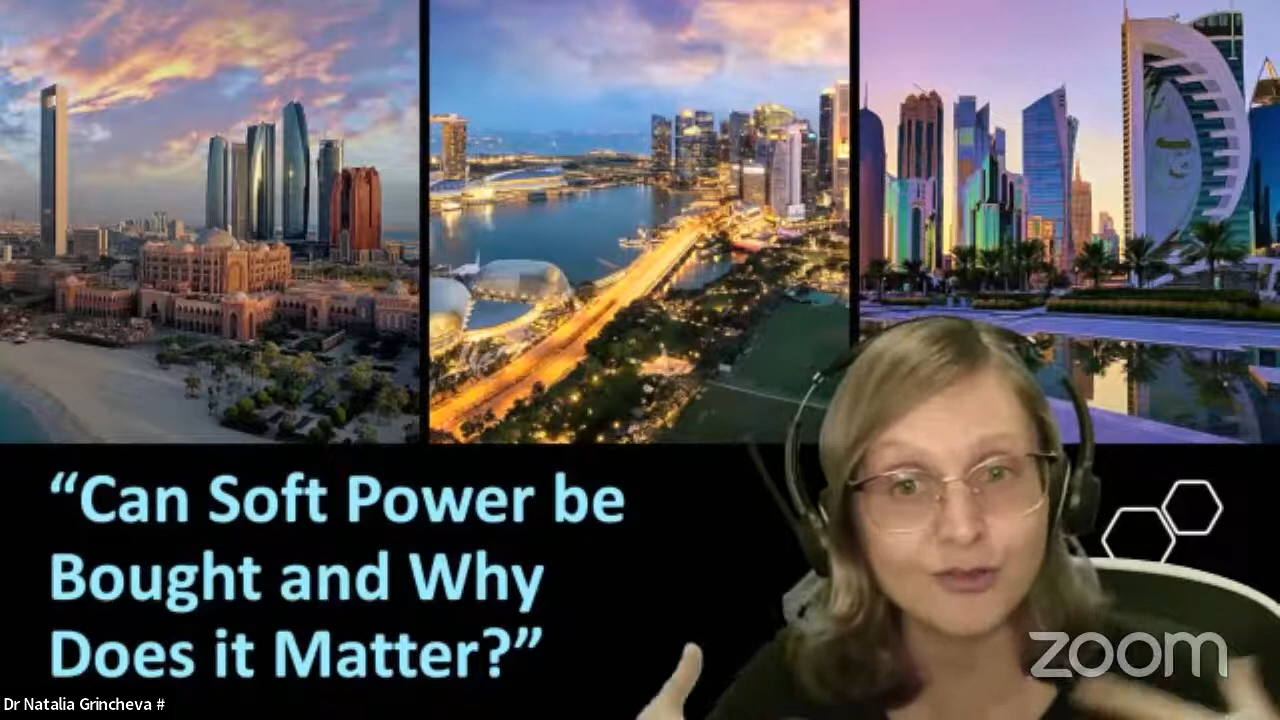 “Can Soft Power be
Bought and Why
Does it Matter?”
zoom
Dr Natalia Grincheva #